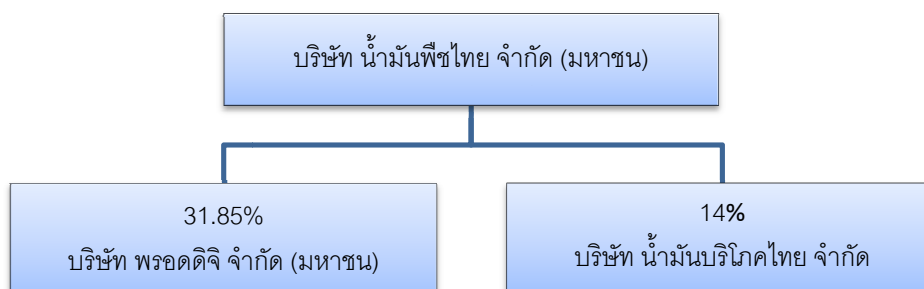 บริษัท น้ำมันพืชไทย จำกัด (มหาชน)
31.85%
บริษัท พรอดดิจิ จำกัด (มหาชน)
14%
บริษัท น้ำมันบริโภคไทย จำกัด